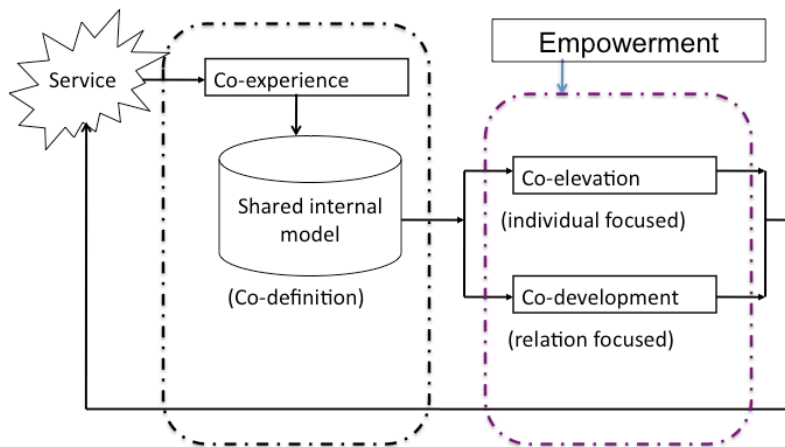 Empowerment
Service
Co-experience
Shared internal
model
(Co-definition)
Co-elevation
(individual focused)
Co-development
(relation focused)